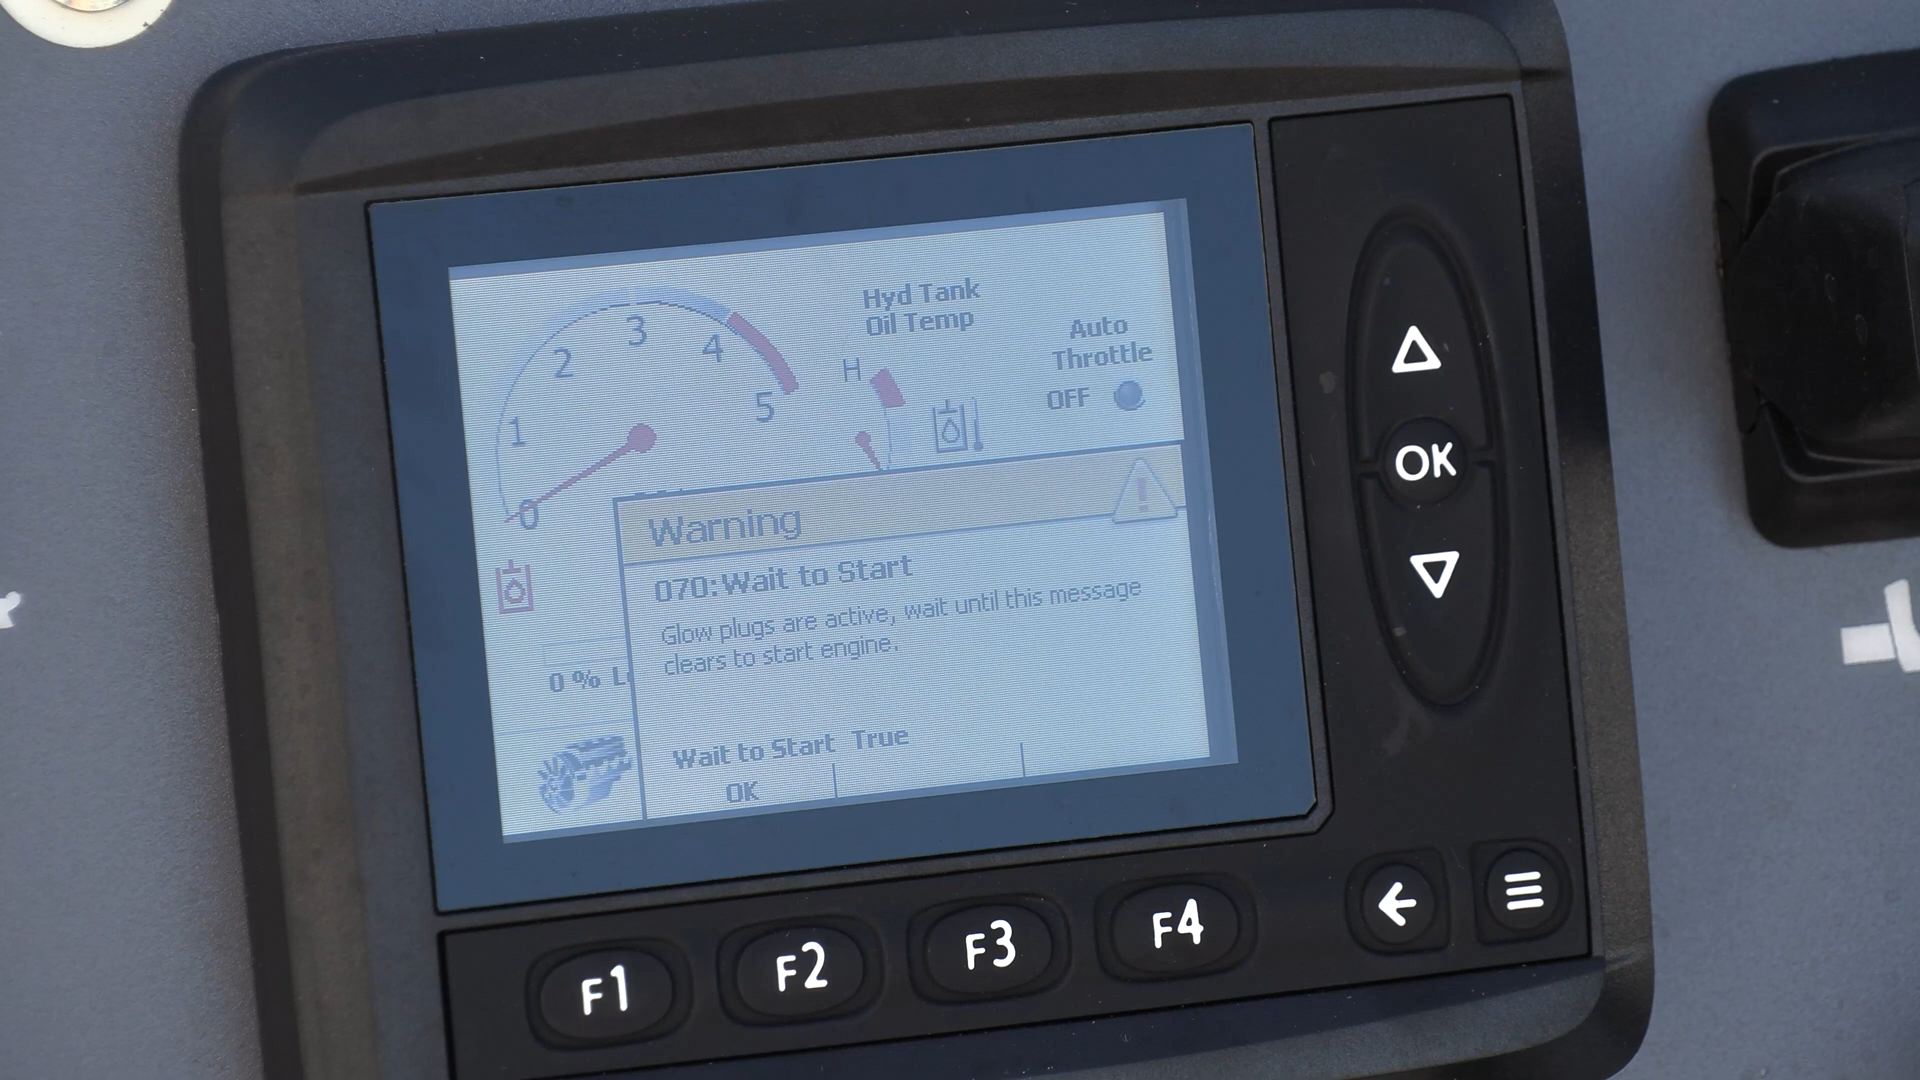 Hyd Tank
Oil Temp
Auto
Throttle
OFF
H
0
1
2
3
4
5
Warning
070:Wait to Start
Glow plugs are active, wait until this message
clears to start engine.
0 %
Wait to Start True
OK
OK
F1
F2
F3
F4